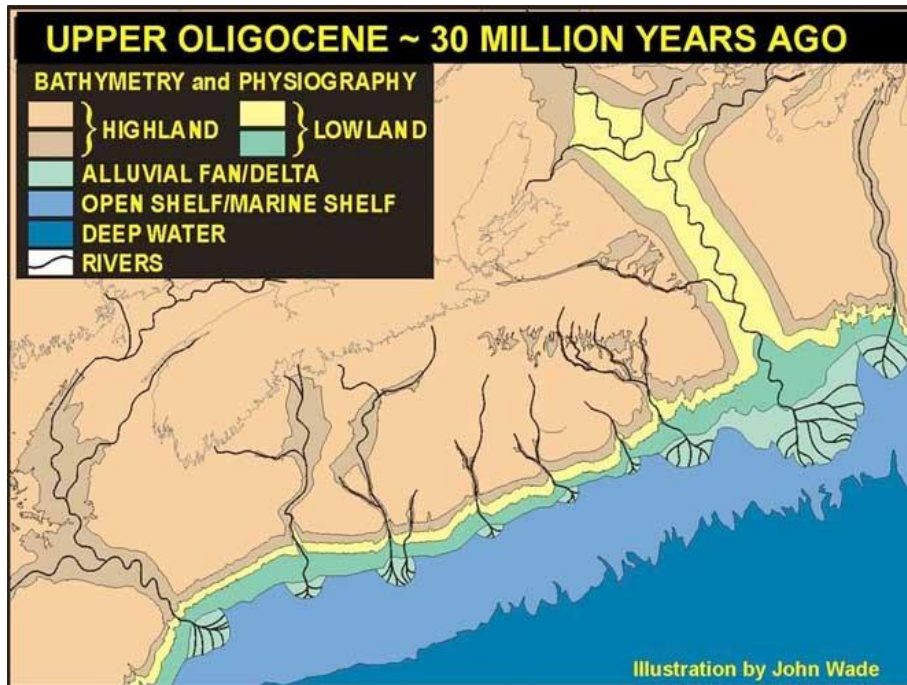 UPPER OLIGOCENE ~ 30 MILLION YEARS AGO
BATHYMETRY and PHYSIOGRAPHY
HIGHLAND LOWLAND
ALLUVIAL FAN/DELTA
OPEN SHELF/MARINE SHELF
DEEP WATER
RIVERS
Illustration by John Wade